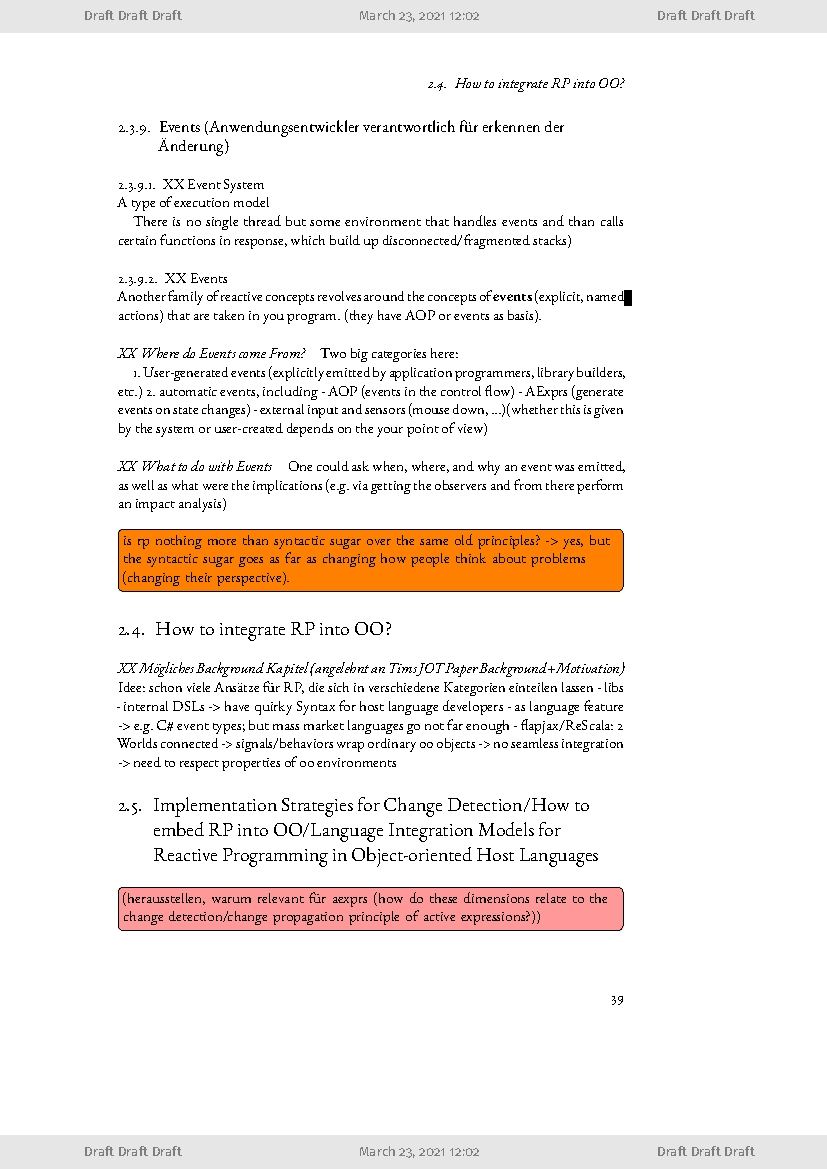 Draft Draft Draft March 23, 2021 12:02 Draft Draft Draft
2.4. How to integrate RP into OO?
2.3.9. Events (Anwendungsentwickler verantwortlich für erkennen der
Änderung)
2.3.9.1. XX Event System
A type of execution model
There is no single thread but some environment that handles events and than calls
certain functions in response, which build up disconnected/fragmented stacks)
2.3.9.2. XX Events
Another family of reactive concepts revolves around the concepts of events (explicit, named
actions) that are taken in you program. (they have AOP or events as basis).
XX Where do Events come From? Two big categories here:
1. User-generated events (explicitly emitted by application programmers, library builders,
etc.) 2. automatic events, including - AOP (events in the control flow) - AExprs (generate
events on state changes) - external input and sensors (mouse down, ...)(whether this is given
by the system or user-created depends on the your point of view)
XX What to do with Events One could ask when, where, and why an event was emitted,
as well as what were the implications (e.g. via getting the observers and from there perform
an impact analysis)
is rp nothing more than syntactic sugar over the same old principles? -> yes, but
the syntactic sugar goes as far as changing how people think about problems
(changing their perspective).
2.4. How to integrate RP into OO?
XX Mögliches Background Kapitel (angelehnt an Tims JOT Paper Background+Motivation)
Idee: schon viele Ansätze für RP, die sich in verschiedene Kategorien einteilen lassen - libs
- internal DSLs -> have quirky Syntax for host language developers - as language feature
-> e.g. C# event types; but mass market languages go not far enough - flapjax/ReScala: 2
Worlds connected -> signals/behaviors wrap ordinary oo objects -> no seamless integration
-> need to respect properties of oo environments
2.5. Implementation Strategies for Change Detection/How to
embed RP into OO/Language Integration Models for
Reactive Programming in Object-oriented Host Languages
(herausstellen, warum relevant für aexprs (how do these dimensions relate to the
change detection/change propagation principle of active expressions?))
39
Draft Draft Draft March 23, 2021 12:02 Draft Draft Draft